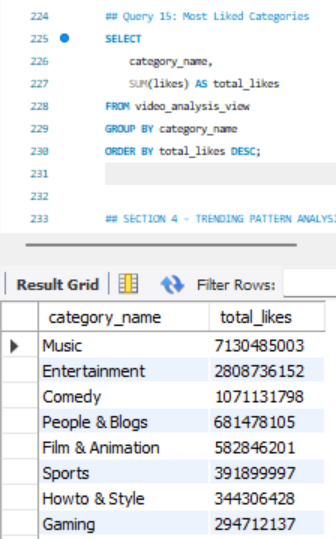 224 ## Query 15: Most Liked Categories
225 SELECT
226 category_name,
227 SUM(likes) AS total_likes
228 FROM video_analysis_view
229 GROUP BY category_name
230 ORDER BY total_likes DESC;
231
232
233 ## SECTION 4 - TRENDING PATTERN ANALYS
Result Grid Filter Rows:
category_name total_likes
Music 7130485003
Entertainment 2808736152
Comedy 1071131798
People & Blogs 681478105
Film & Animation 582846201
Sports 391899997
Howto & Style 344306428
Gaming 294712137